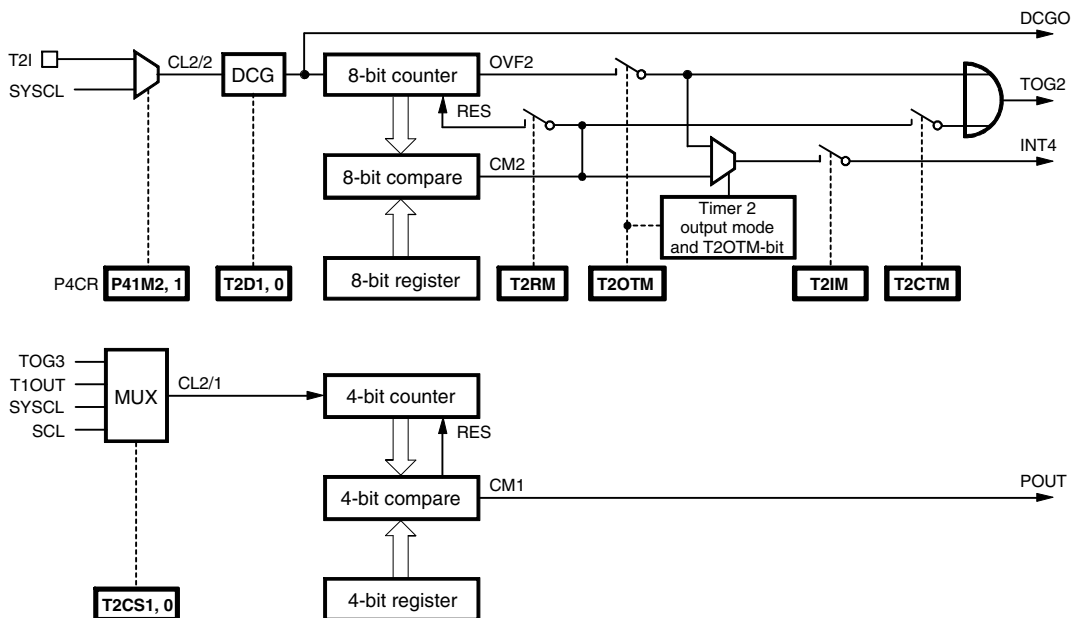 DCGO
T2I
CL2/2
DCG
8-bit counter
OVF2
TOG2
SYSCL
RES
INT4
8-bit compare
CM2
Timer 2
output mode
and T2OTM-bit
P4CR
P41M2, 1
T2D1, 0
8-bit register
T2RM
T2OTM
T2IM
T2CTM
TOG3
T1OUT
SYSCL
SCL
MUX
CL2/1
4-bit counter
RES
4-bit compare
CM1
POUT
T2CS1, 0
4-bit register